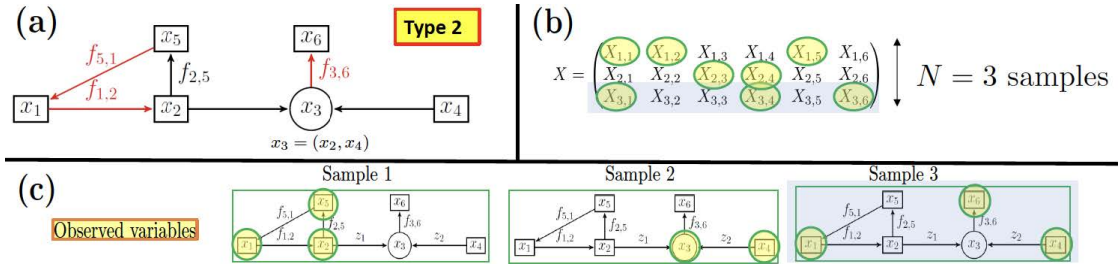 (a)
Type 2
x₅
x₆
f₅,₁
f₂,₅
f₃,₆
f₁,₂
x₁
x₂
x₃
x₄
x₃ = (x₂, x₄)
(b)
X₁,₁ X₁,₂ X₁,₃ X₁,₄ X₁,₅ X₁,₆
X = X₂,₁ X₂,₂ X₂,₃ X₂,₄ X₂,₅ X₂,₆
X₃,₁ X₃,₂ X₃,₃ X₃,₄ X₃,₅ X₃,₆
N = 3 samples
(c)
Observed variables
Sample 1
x₅ x₆
f₅,₁ f₂,₅ f₃,₆
f₁,₂ z₁ z₂
x₁ x₂ x₃ x₄
Sample 2
x₅ x₆
f₅,₁ f₂,₅ f₃,₆
f₁,₂ z₁ z₂
x₁ x₂ x₃ x₄
Sample 3
x₅ x₆
f₅,₁ f₂,₅ f₃,₆
f₁,₂ z₁ z₂
x₁ x₂ x₃ x₄